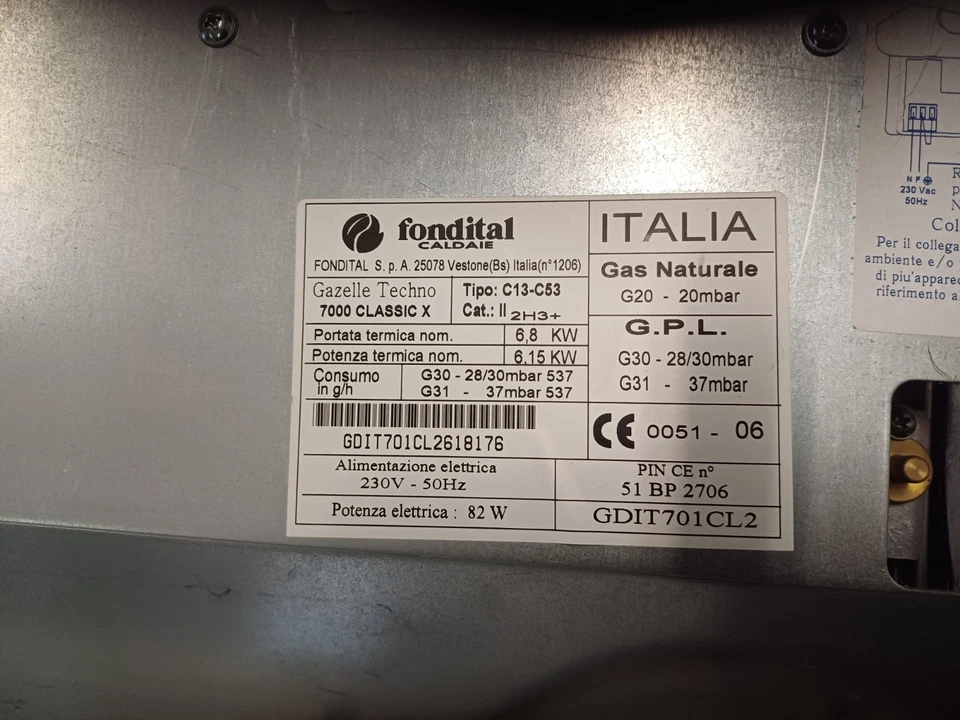 fondital
CALDAIE
FONDITAL S.p.A. 25078 Vestone(Bs) Italia(n°1206)
Gazelle Techno
7000 CLASSIC X
Tipo: C13-C53
Cat.: II 2H3+
Portata termica nom. 6,8 KW
Potenza termica nom. 6,15 KW
Consumo
in g/h
G30 - 28/30mbar 537
G31 - 37mbar 537
GDIT701CL2618176
Alimentazione elettrica
230V - 50Hz
Potenza elettrica : 82 W
ITALIA
Gas Naturale
G20 - 20mbar
G.P.L.
G30 - 28/30mbar
G31 - 37mbar
CE 0051 - 06
PIN CE n°
51 BP 2706
GDIT701CL2
N F
230 Vac
50Hz
Col
Per il collega
ambiente e/o
di piu'appared
riferimento al